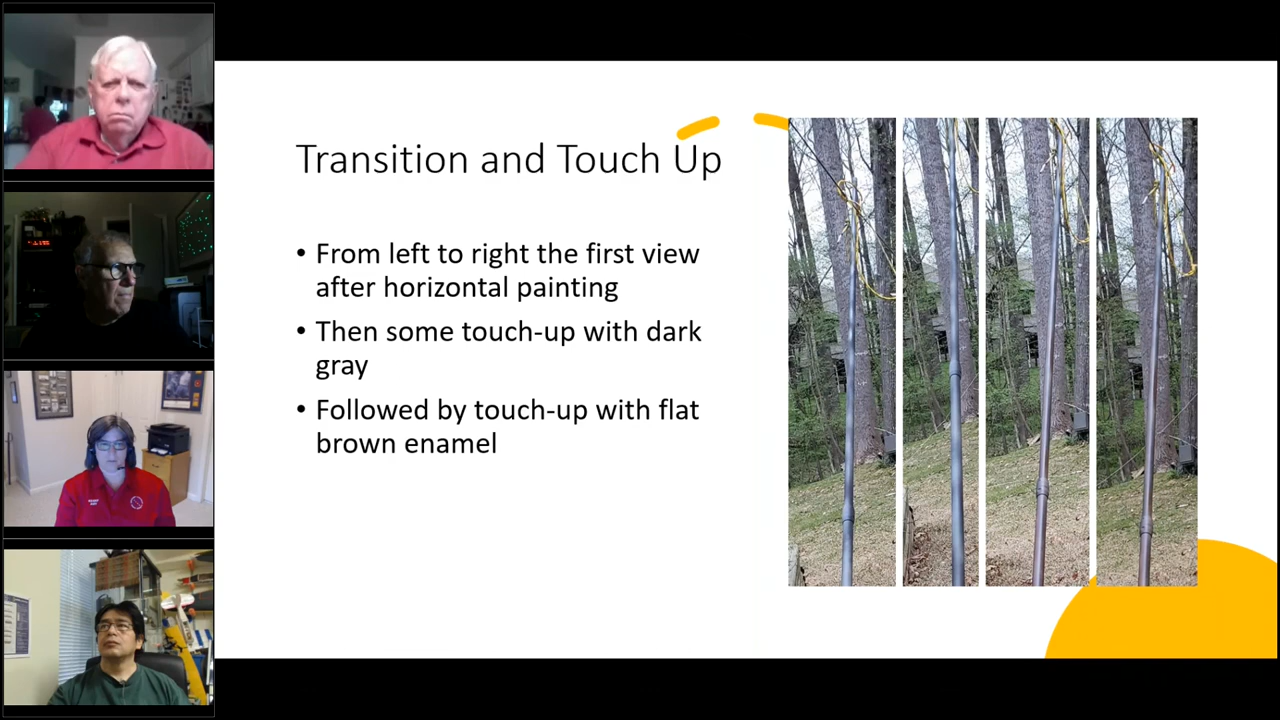 Transition and Touch Up
• From left to right the first view
after horizontal painting
• Then some touch-up with dark
gray
• Followed by touch-up with flat
brown enamel